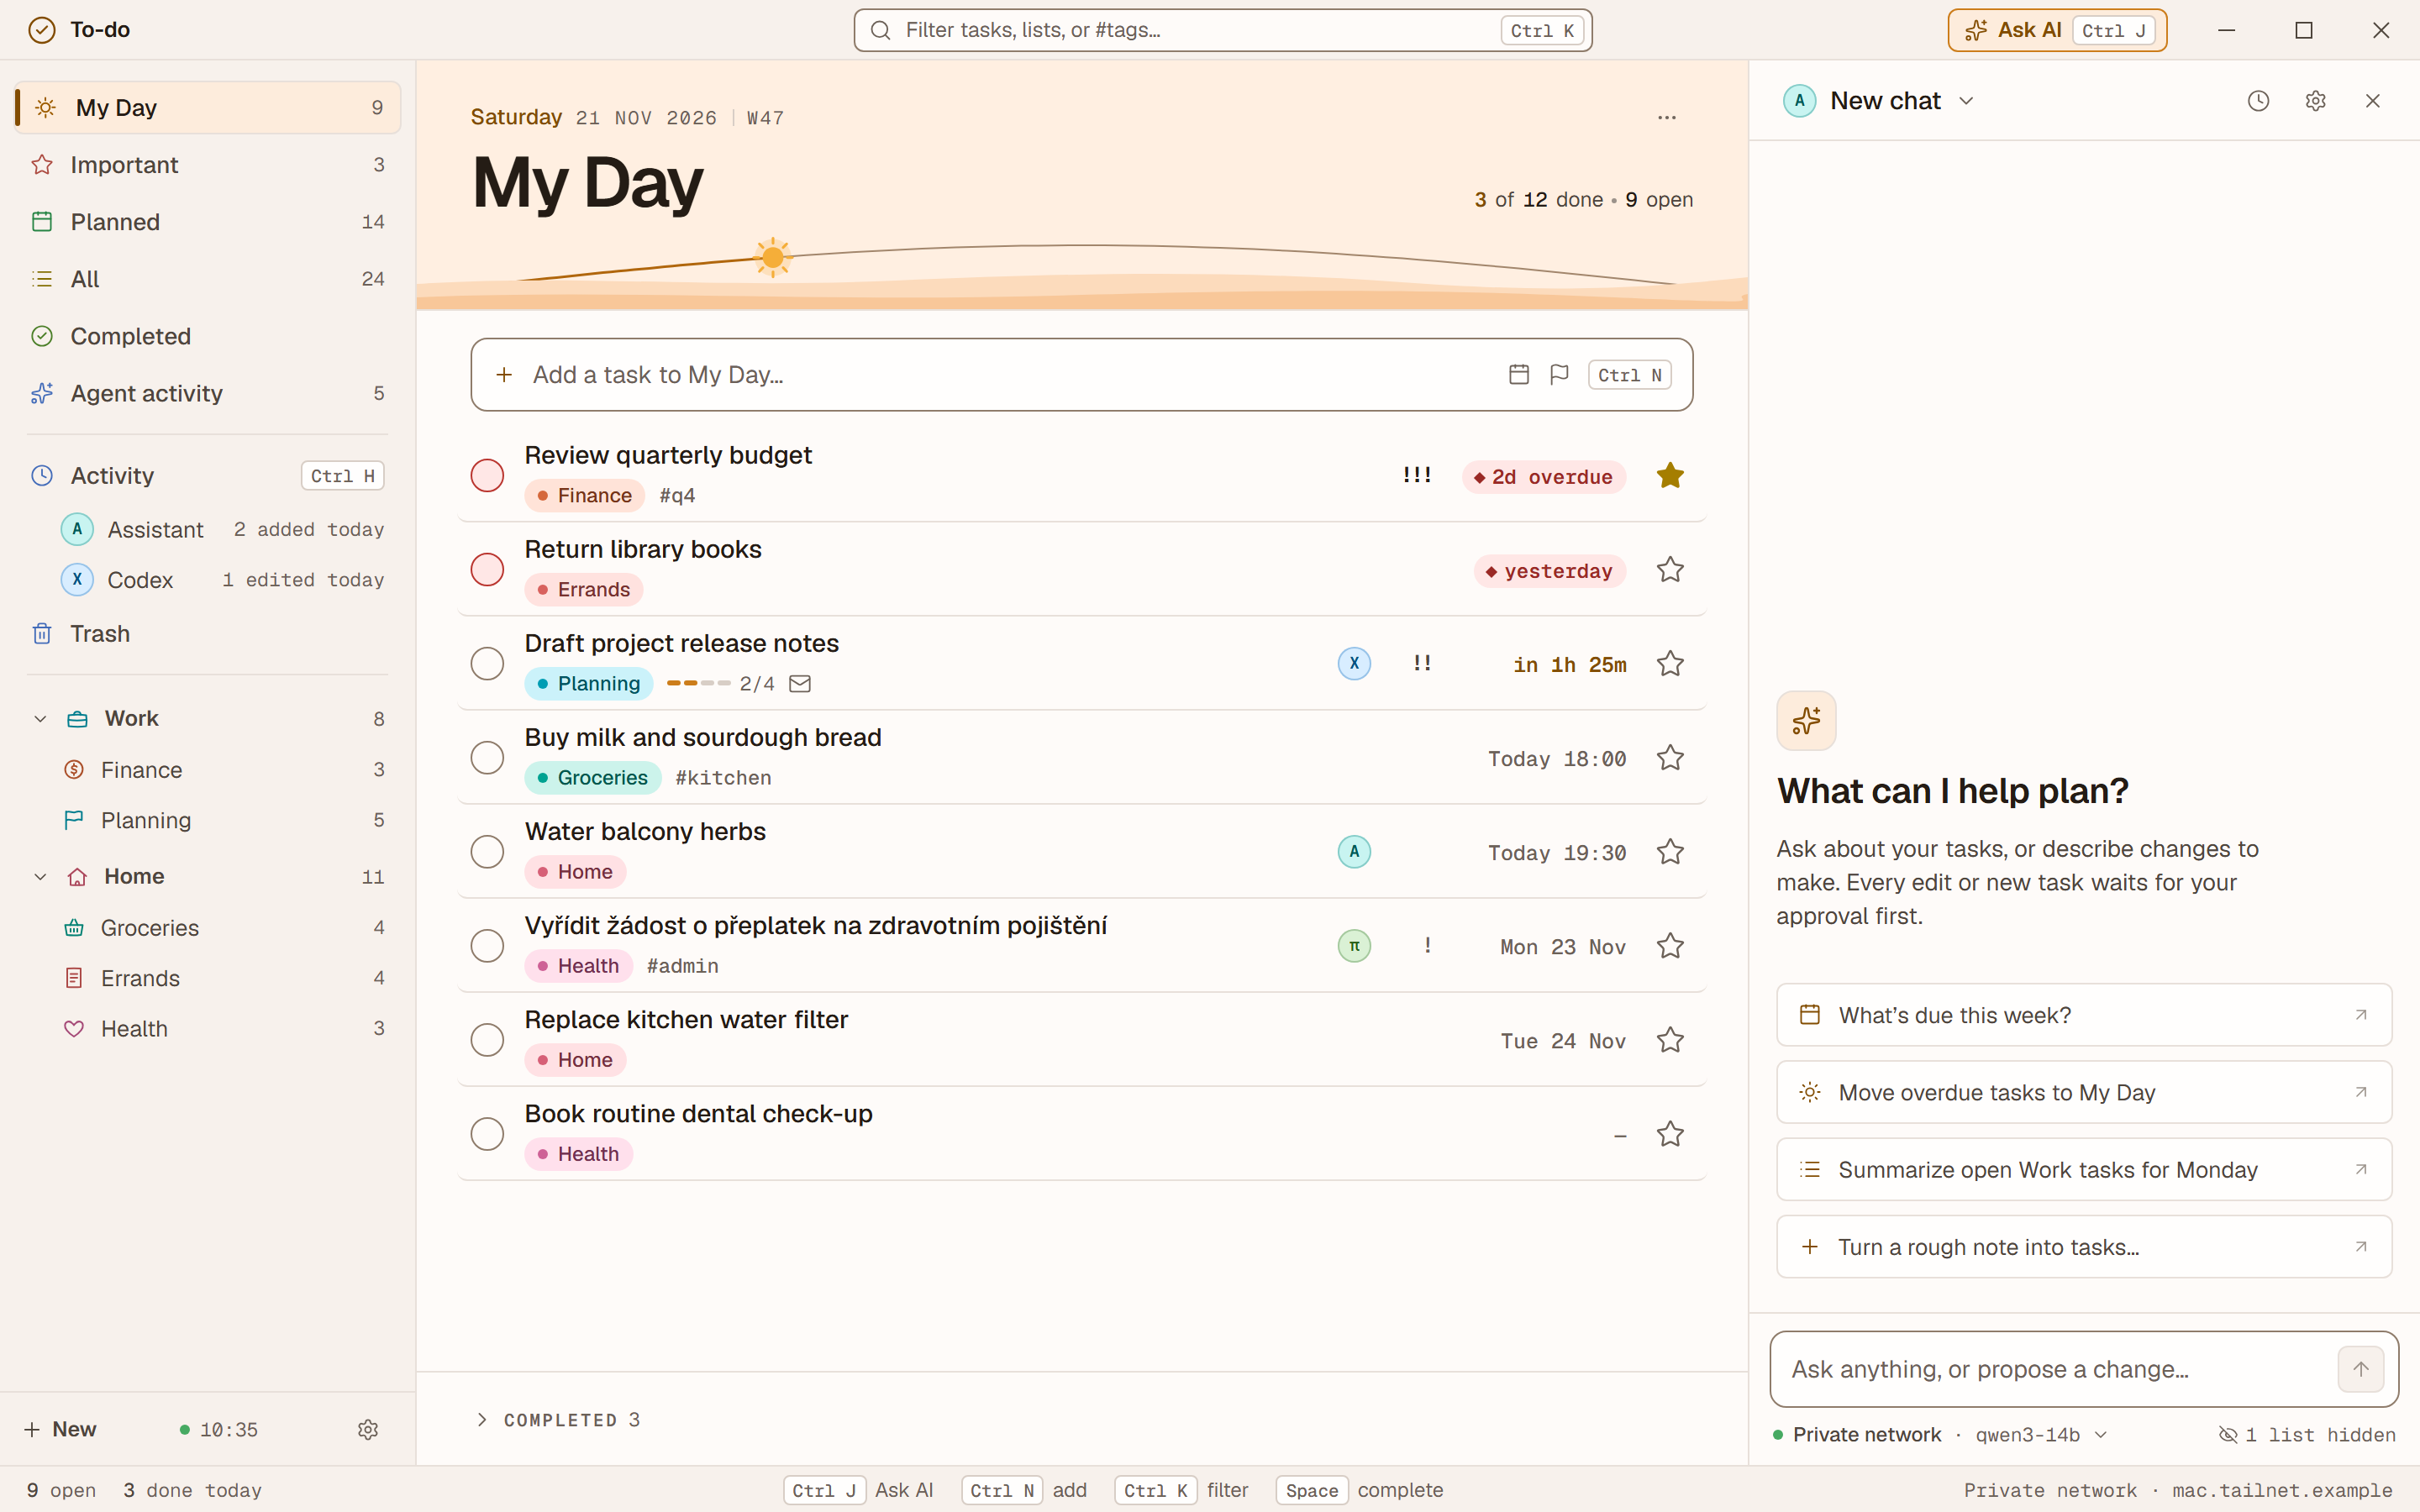 To-do
Filter tasks, lists, or #tags…
Ctrl K
Ask AI
Ctrl J
My Day 9
Important 3
Planned 14
All 24
Completed
Agent activity 5
Activity Ctrl H
A Assistant 2 added today
X Codex 1 edited today
Trash
Work 8
Finance 3
Planning 5
Home 11
Groceries 4
Errands 4
Health 3
+ New
10:35
Saturday 21 NOV 2026 | W47
My Day
3 of 12 done • 9 open
Add a task to My Day…
Ctrl N
Review quarterly budget
Finance #q4
!!! 2d overdue
Return library books
Errands
yesterday
Draft project release notes
Planning 2/4
X !! in 1h 25m
Buy milk and sourdough bread
Groceries #kitchen
Today 18:00
Water balcony herbs
Home
A Today 19:30
Vyřídit žádost o přeplatek na zdravotním pojištění
Health #admin
π ! Mon 23 Nov
Replace kitchen water filter
Home
Tue 24 Nov
Book routine dental check-up
Health
–
COMPLETED 3
A New chat
What can I help plan?
Ask about your tasks, or describe changes to
make. Every edit or new task waits for your
approval first.
What’s due this week?
Move overdue tasks to My Day
Summarize open Work tasks for Monday
Turn a rough note into tasks…
Ask anything, or propose a change…
Private network · qwen3-14b
1 list hidden
9 open 3 done today
Ctrl J Ask AI Ctrl N add Ctrl K filter Space complete
Private network · mac.tailnet.example